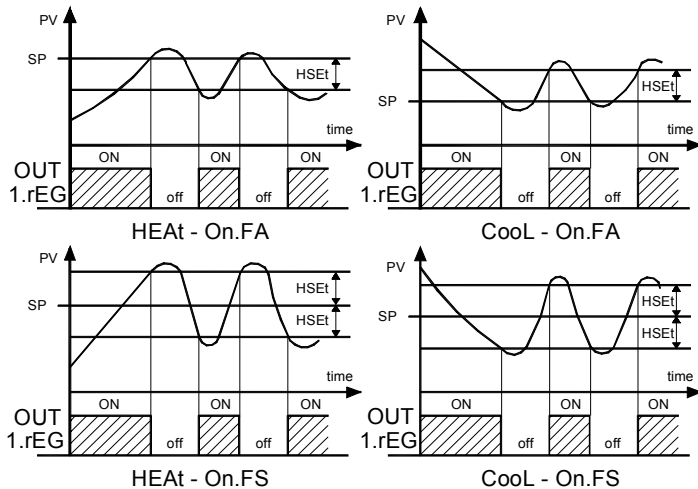 PV
SP
HSEt
time
ON ON ON
OUT
1.rEG
off off
HEAt - On.FA
PV
HSEt
SP
time
ON ON ON
OUT
1.rEG
off off
CooL - On.FA
PV
HSEt
SP
HSEt
time
ON ON ON
OUT
1.rEG
off off
HEAt - On.FS
PV
HSEt
SP
HSEt
time
ON ON ON
OUT
1.rEG
off off
CooL - On.FS